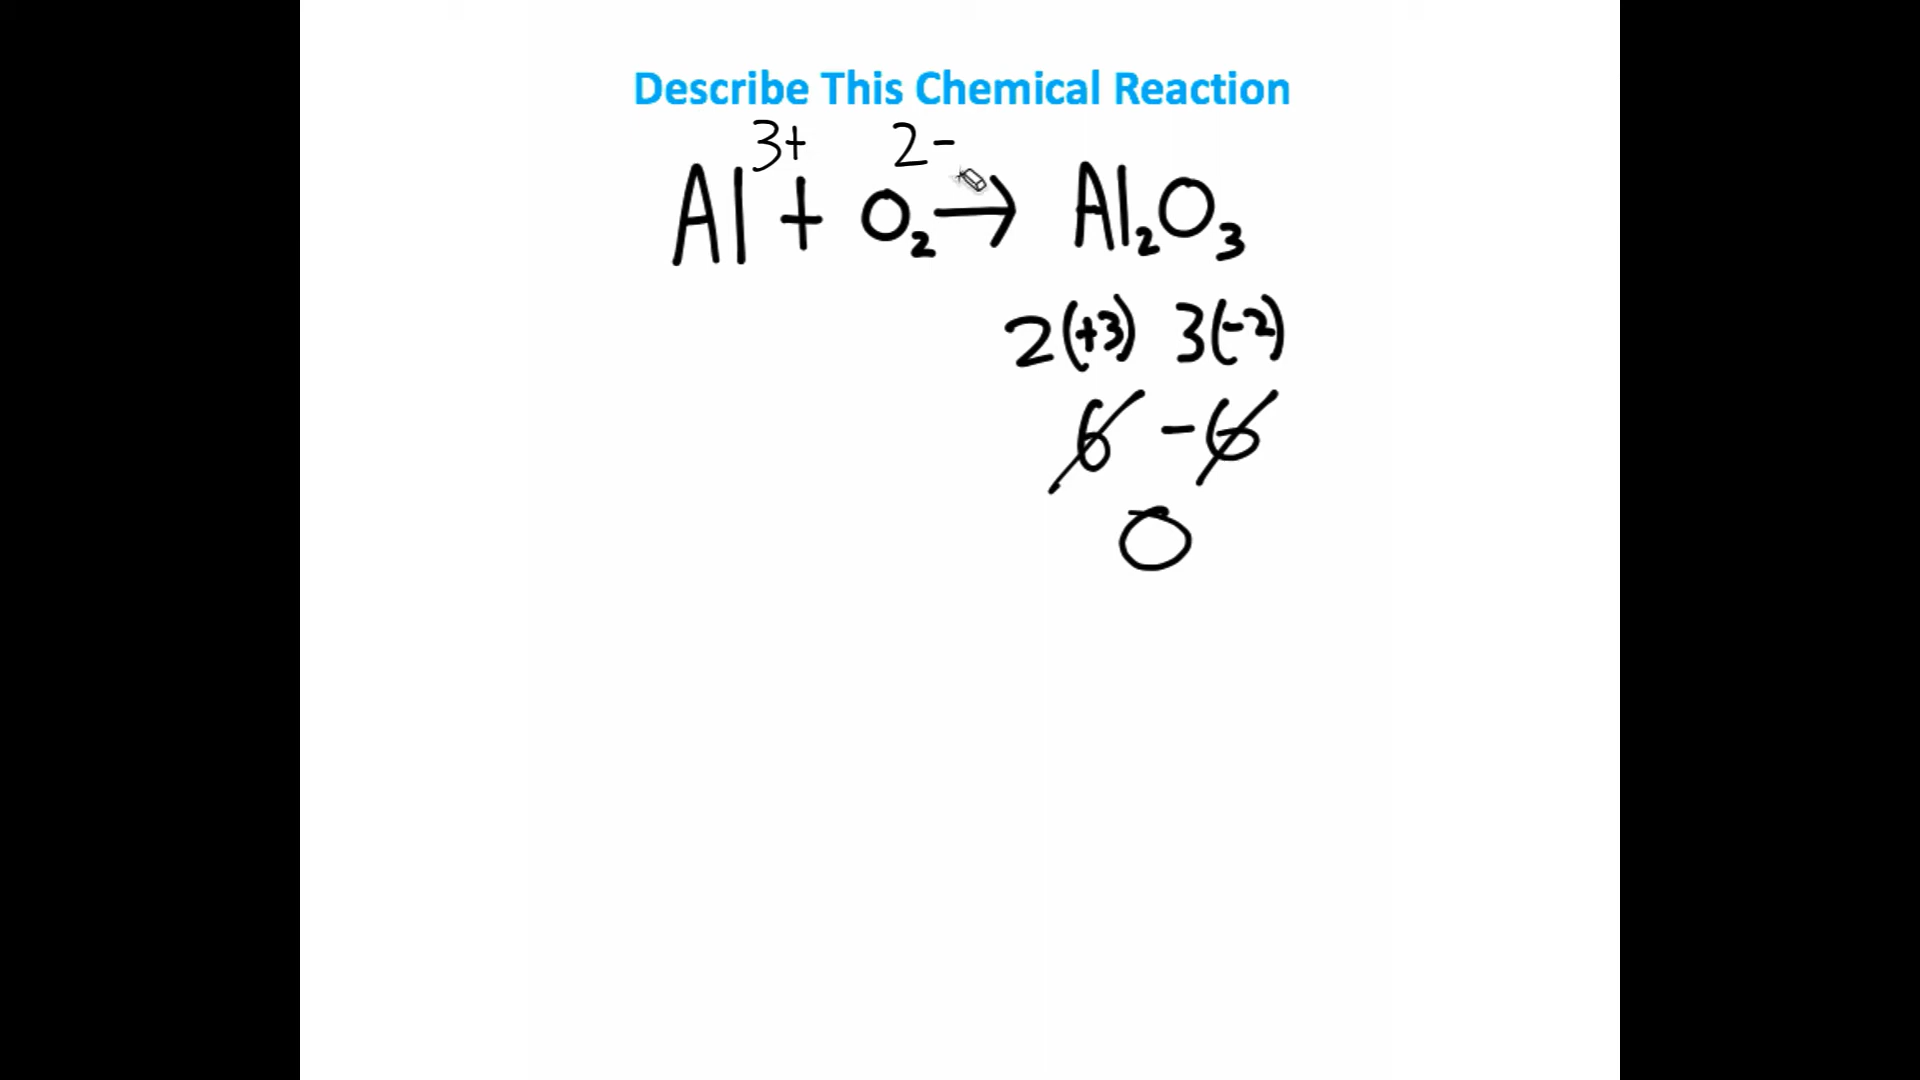 Describe This Chemical Reaction
3+ 2-
Al + O₂ → Al₂O₃
2(+3) 3(-2)
6 -6
0